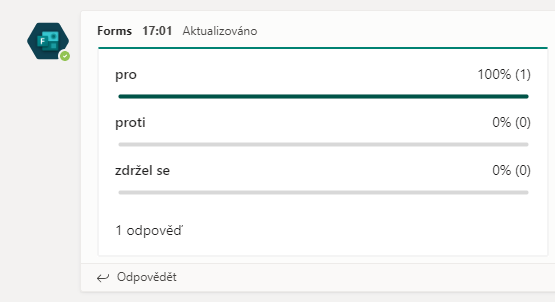 Forms 17:01 Aktualizováno
pro 100% (1)
proti 0% (0)
zdržel se 0% (0)
1 odpověď
Odpovědět